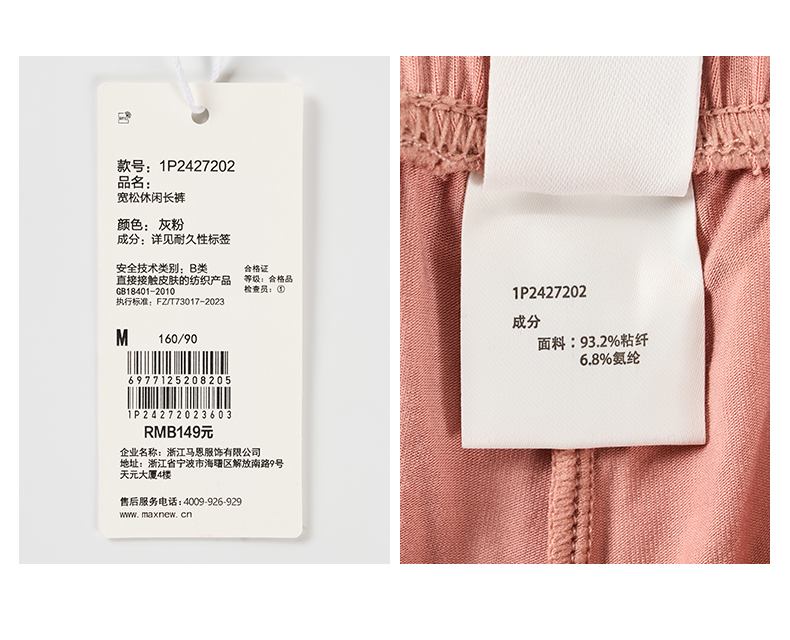 款号：1P2427202
品名：
宽松休闲长裤
颜色：灰粉
成分：详见耐久性标签
安全技术类别：B类
直接接触皮肤的纺织产品
GB18401-2010
执行标准：FZ/T73017-2023
合格证
等级：合格品
检查员：①
M 160/90
6977125208205
1P24272023603
RMB149元
企业名称：浙江马恩服饰有限公司
地址：浙江省宁波市海曙区解放南路9号
天元大厦4楼
售后服务电话：4009-926-929
www.maxnew.cn
1P2427202
成分
面料：93.2%粘纤
6.8%氨纶